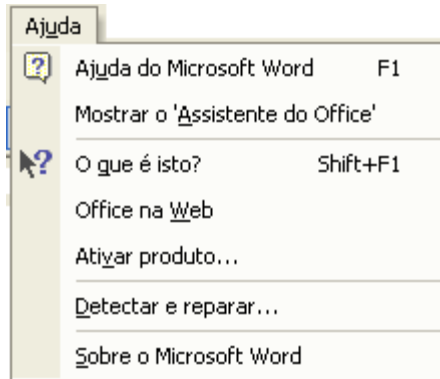 Ajuda
Ajuda do Microsoft Word F1
Mostrar o 'Assistente do Office'
O que é isto? Shift+F1
Office na Web
Ativar produto...
Detectar e reparar...
Sobre o Microsoft Word